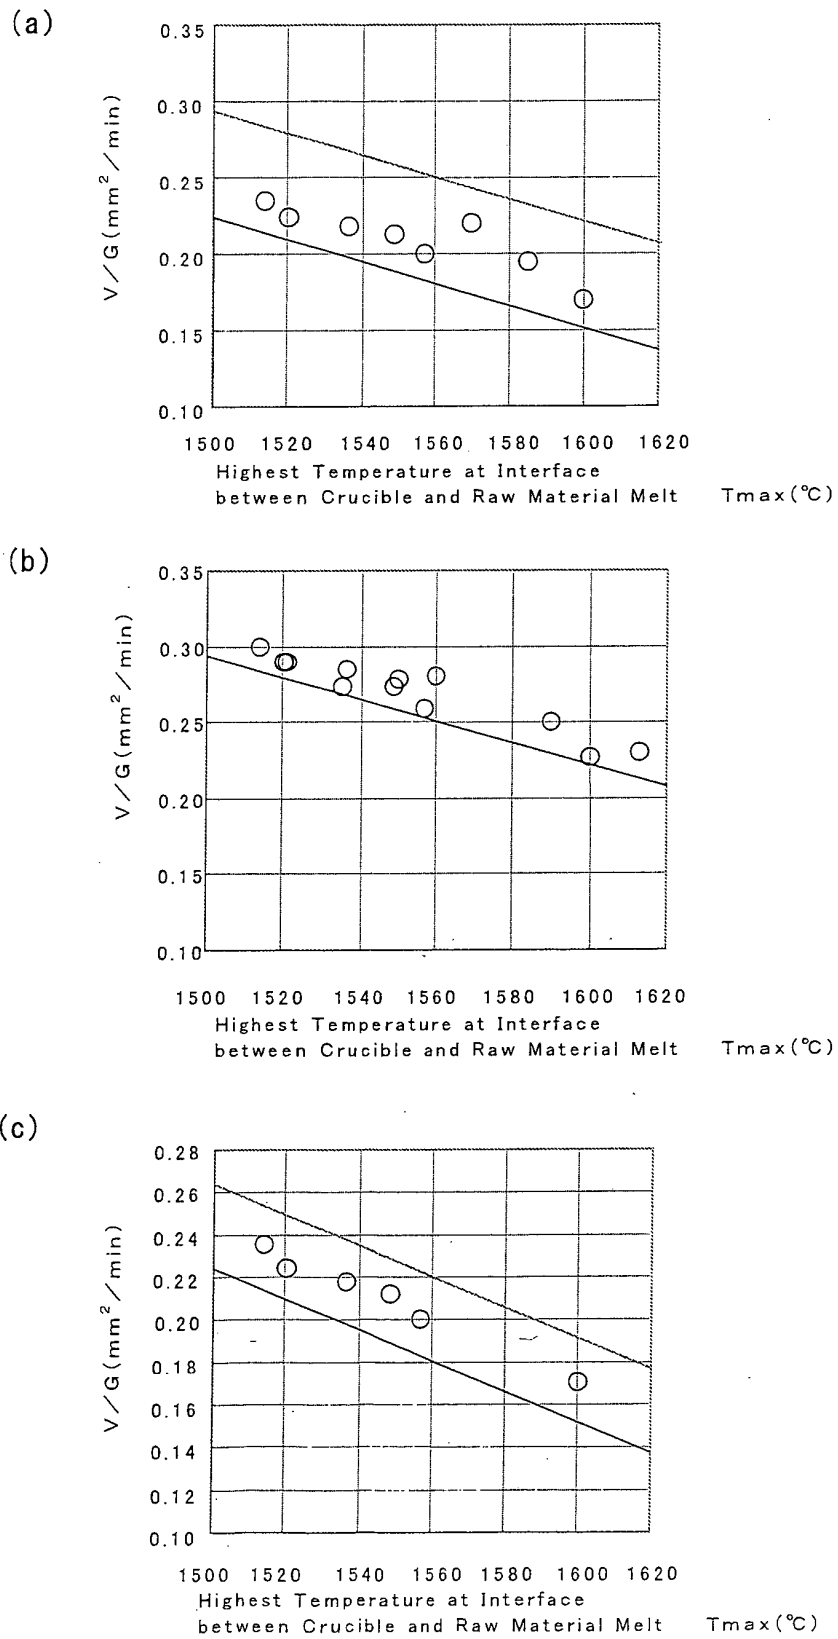 (a)
0.35
0.30
0.25
0.20
0.15
0.10
V/G(mm²/min)
1500 1520 1540 1560 1580 1600 1620
Highest Temperature at Interface
between Crucible and Raw Material Melt Tmax(°C)
(b)
0.35
0.30
0.25
0.20
0.15
0.10
V/G(mm²/min)
1500 1520 1540 1560 1580 1600 1620
Highest Temperature at Interface
between Crucible and Raw Material Melt Tmax(°C)
(c)
0.28
0.26
0.24
0.22
0.20
0.18
0.16
0.14
0.12
0.10
V/G(mm²/min)
1500 1520 1540 1560 1580 1600 1620
Highest Temperature at Interface
between Crucible and Raw Material Melt Tmax(°C)